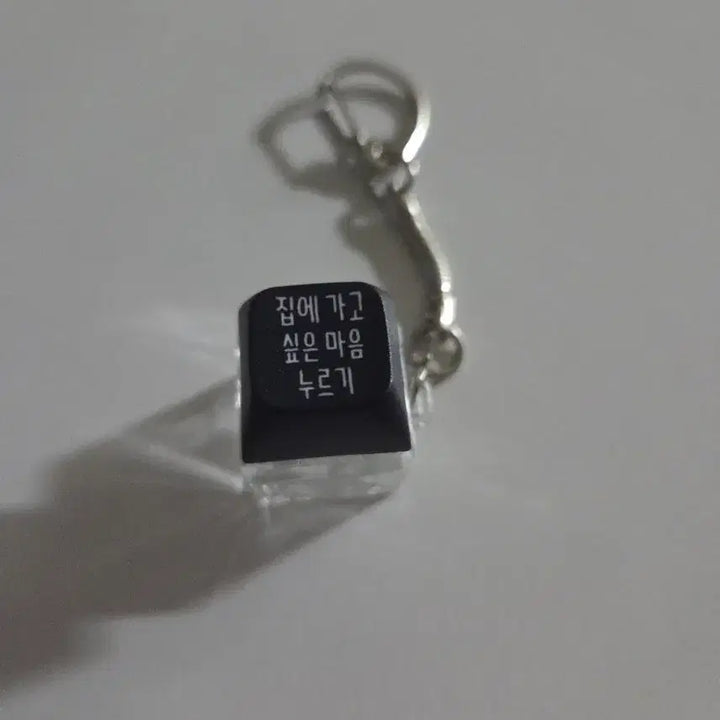 집에 가고
싶은 마음
누르기